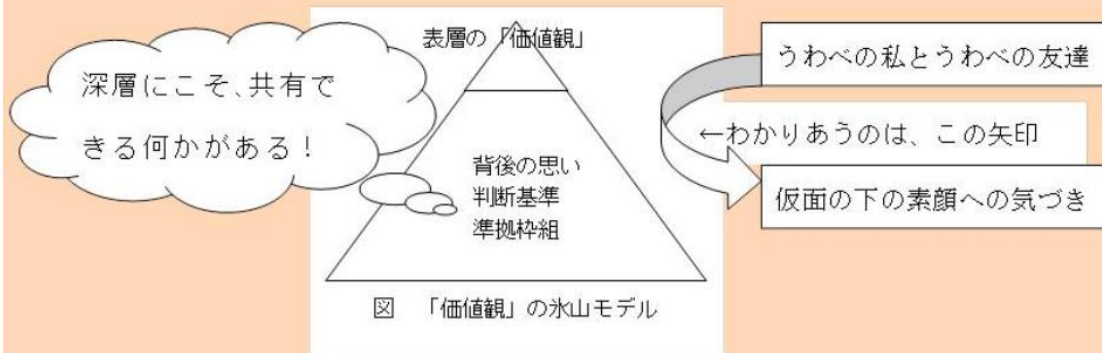 表層の「価値観」
深層にこそ、共有で
きる何かがある！
背後の思い
判断基準
準拠枠組
図　「価値観」の氷山モデル
うわべの私とうわべの友達
←わかりあうのは、この矢印
仮面の下の素顔への気づき